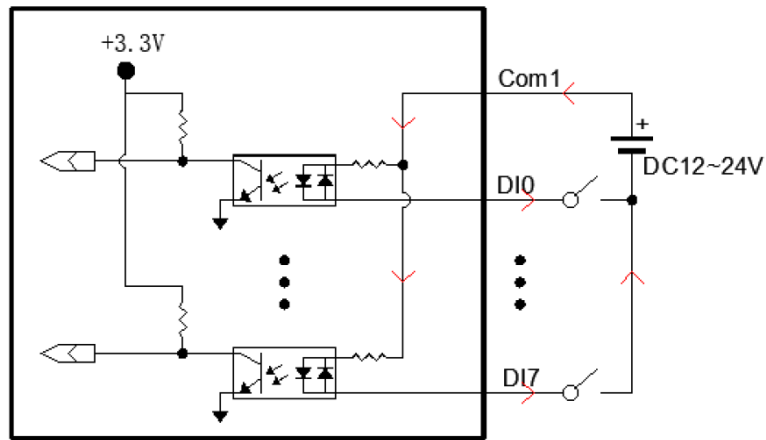 +3.3V
Com1
+
DC12~24V
DI0
DI7